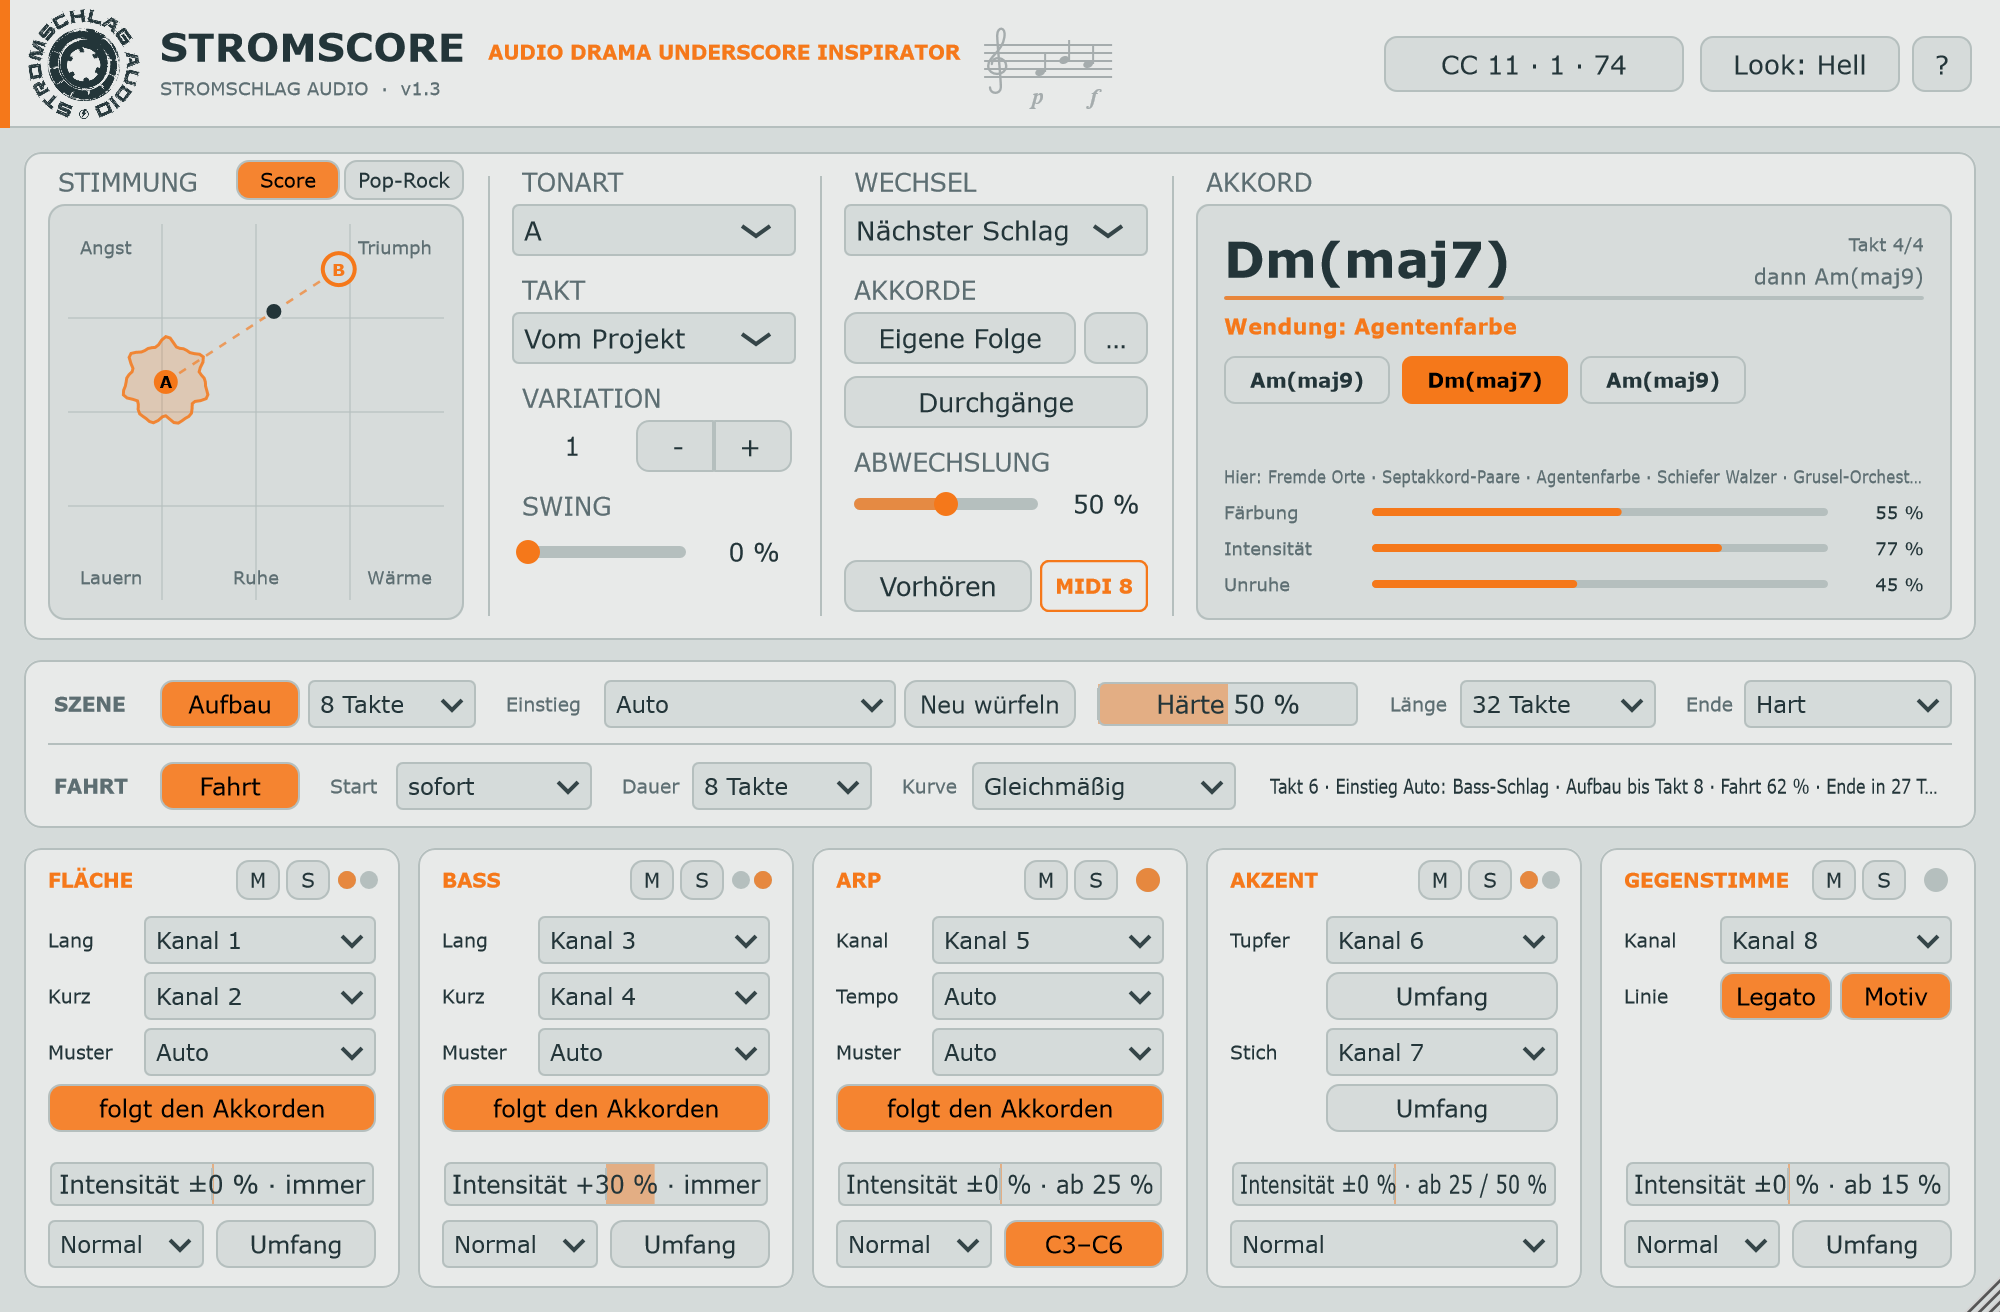 STROMSCHLAG AUDIO · STROMSCHLAG AUDIO
STROMSCORE
AUDIO DRAMA UNDERSCORE INSPIRATOR
STROMSCHLAG AUDIO · v1.3
p f
CC 11 · 1 · 74
Look: Hell
?
STIMMUNG
Score
Pop-Rock
Angst
Triumph
B
A
Lauern
Ruhe
Wärme
TONART
A
TAKT
Vom Projekt
VARIATION
1
-
+
SWING
0 %
WECHSEL
Nächster Schlag
AKKORDE
Eigene Folge
...
Durchgänge
ABWECHSLUNG
50 %
Vorhören
MIDI 8
AKKORD
Dm(maj7)
Takt 4/4
dann Am(maj9)
Wendung: Agentenfarbe
Am(maj9)
Dm(maj7)
Am(maj9)
Hier: Fremde Orte · Septakkord-Paare · Agentenfarbe · Schiefer Walzer · Grusel-Orchest...
Färbung 55 %
Intensität 77 %
Unruhe 45 %
SZENE Aufbau 8 Takte Einstieg Auto Neu würfeln Härte 50 % Länge 32 Takte Ende Hart
FAHRT Fahrt Start sofort Dauer 8 Takte Kurve Gleichmäßig Takt 6 · Einstieg Auto: Bass-Schlag · Aufbau bis Takt 8 · Fahrt 62 % · Ende in 27 T...
FLÄCHE M S
Lang Kanal 1
Kurz Kanal 2
Muster Auto
folgt den Akkorden
Intensität ±0 % · immer
Normal Umfang
BASS M S
Lang Kanal 3
Kurz Kanal 4
Muster Auto
folgt den Akkorden
Intensität +30 % · immer
Normal Umfang
ARP M S
Kanal Kanal 5
Tempo Auto
Muster Auto
folgt den Akkorden
Intensität ±0 % · ab 25 %
Normal C3–C6
AKZENT M S
Tupfer Kanal 6
Umfang
Stich Kanal 7
Umfang
Intensität ±0 % · ab 25 / 50 %
Normal
GEGENSTIMME M S
Kanal Kanal 8
Linie Legato Motiv
Intensität ±0 % · ab 15 %
Normal Umfang